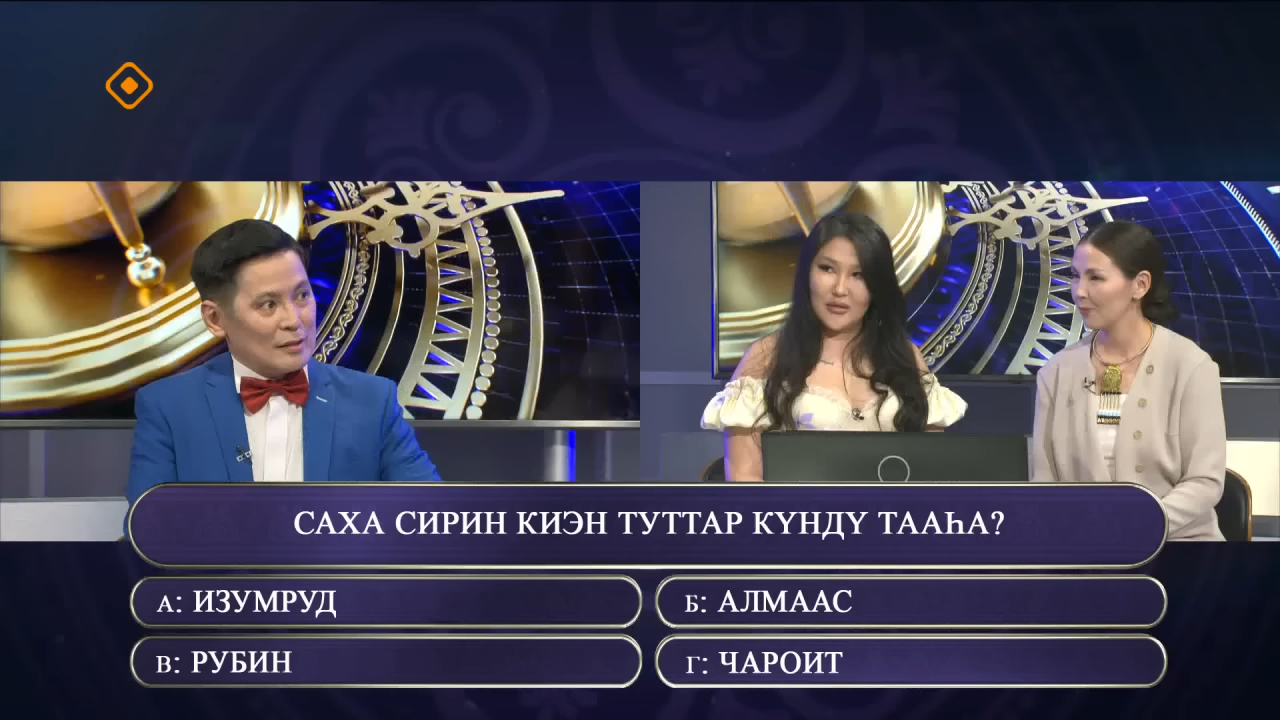 САХА СИРИН КИЭН ТУТТАР КҮНДҮ ТААҺА?
А: ИЗУМРУД
Б: АЛМААС
В: РУБИН
Г: ЧАРОИТ